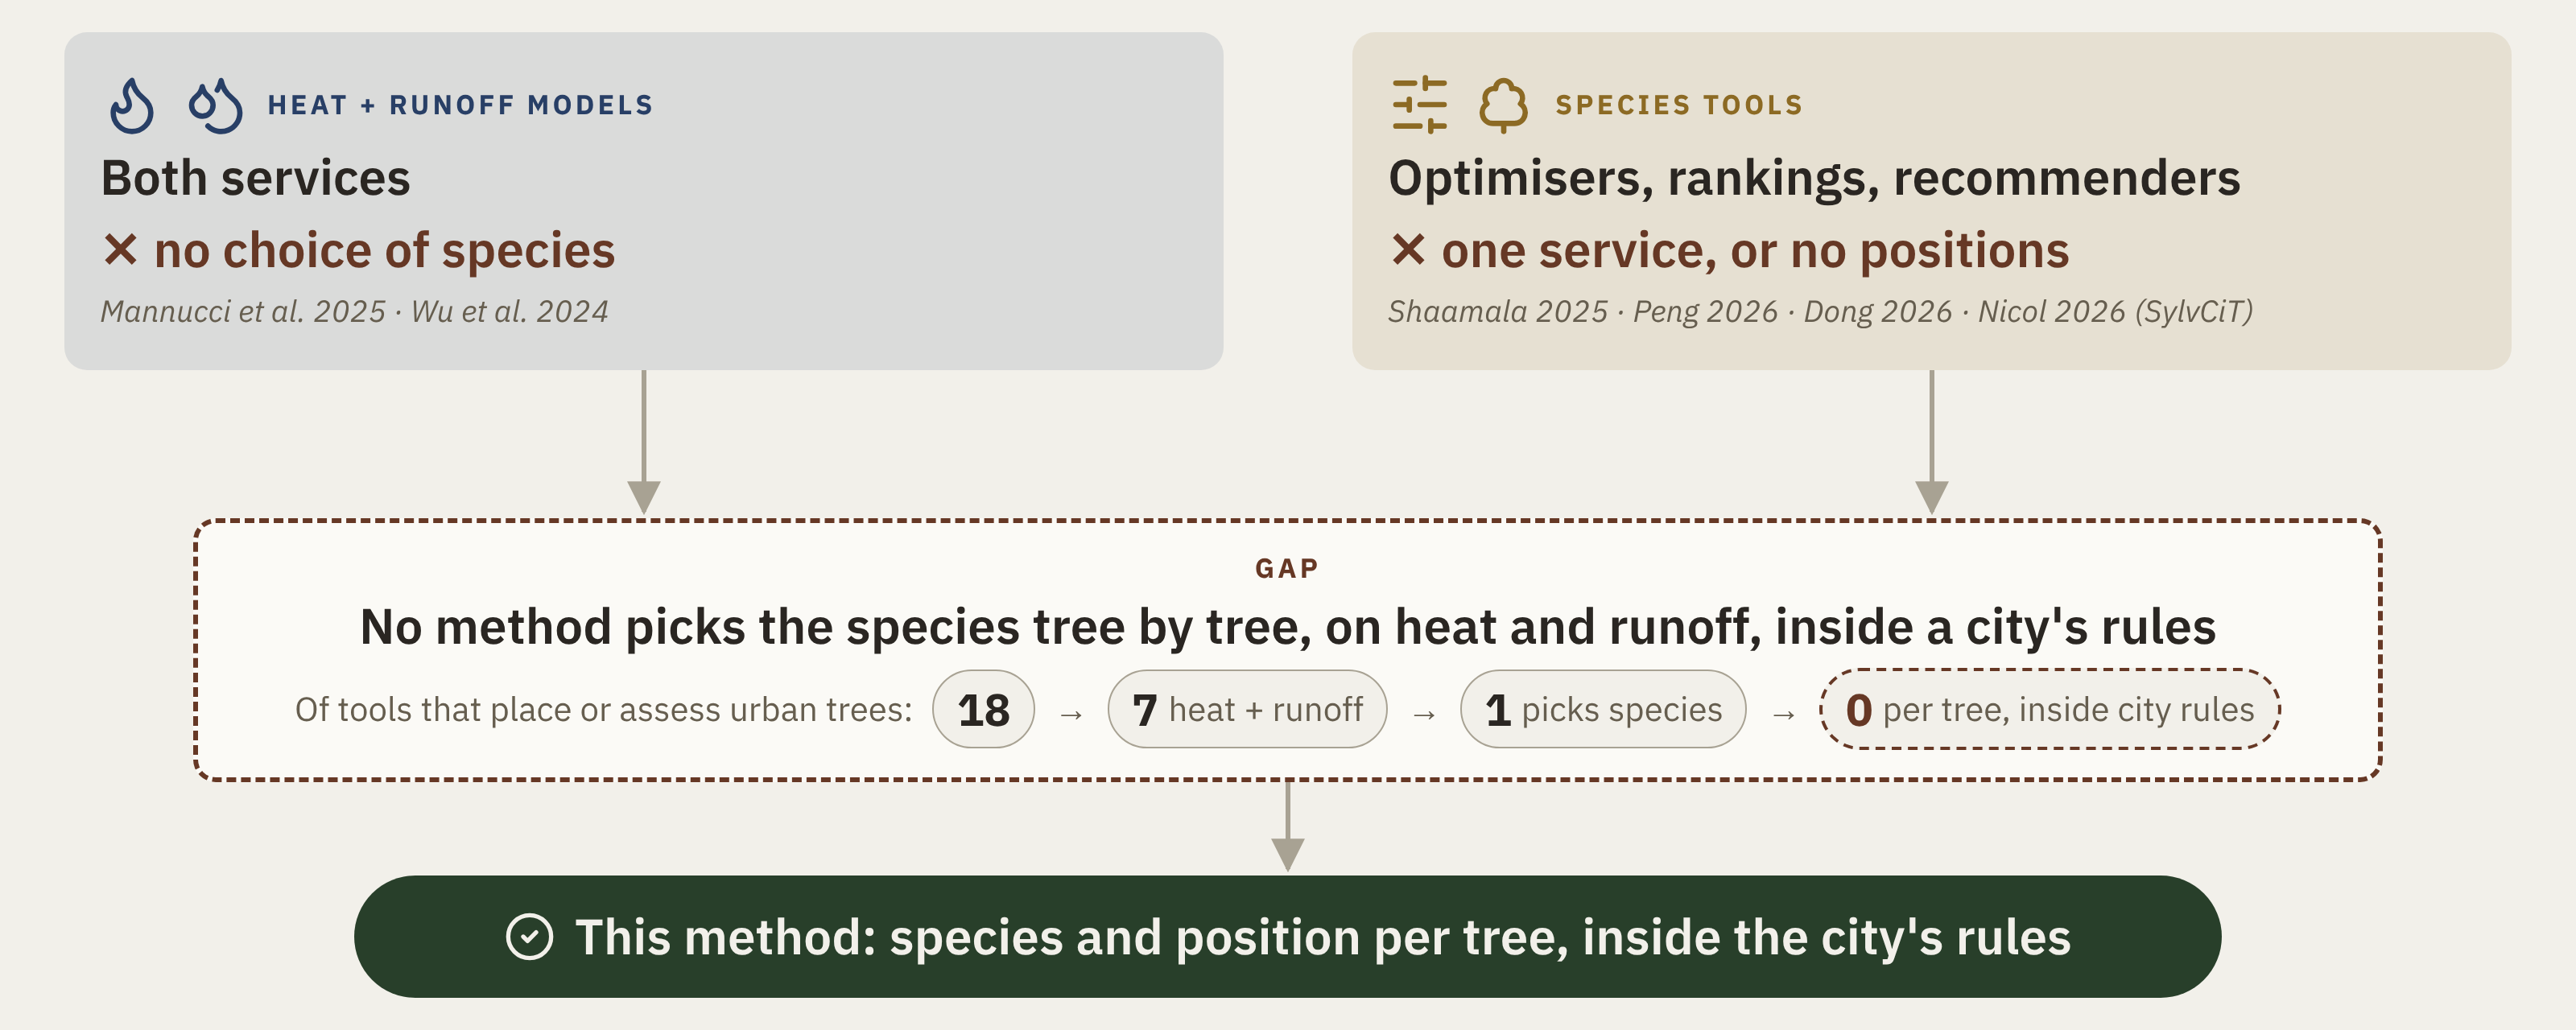 HEAT + RUNOFF MODELS
Both services
✕ no choice of species
Mannucci et al. 2025 · Wu et al. 2024
SPECIES TOOLS
Optimisers, rankings, recommenders
✕ one service, or no positions
Shaamala 2025 · Peng 2026 · Dong 2026 · Nicol 2026 (SylvCiT)
GAP
No method picks the species tree by tree, on heat and runoff, inside a city's rules
Of tools that place or assess urban trees: 18 → 7 heat + runoff → 1 picks species → 0 per tree, inside city rules
This method: species and position per tree, inside the city's rules